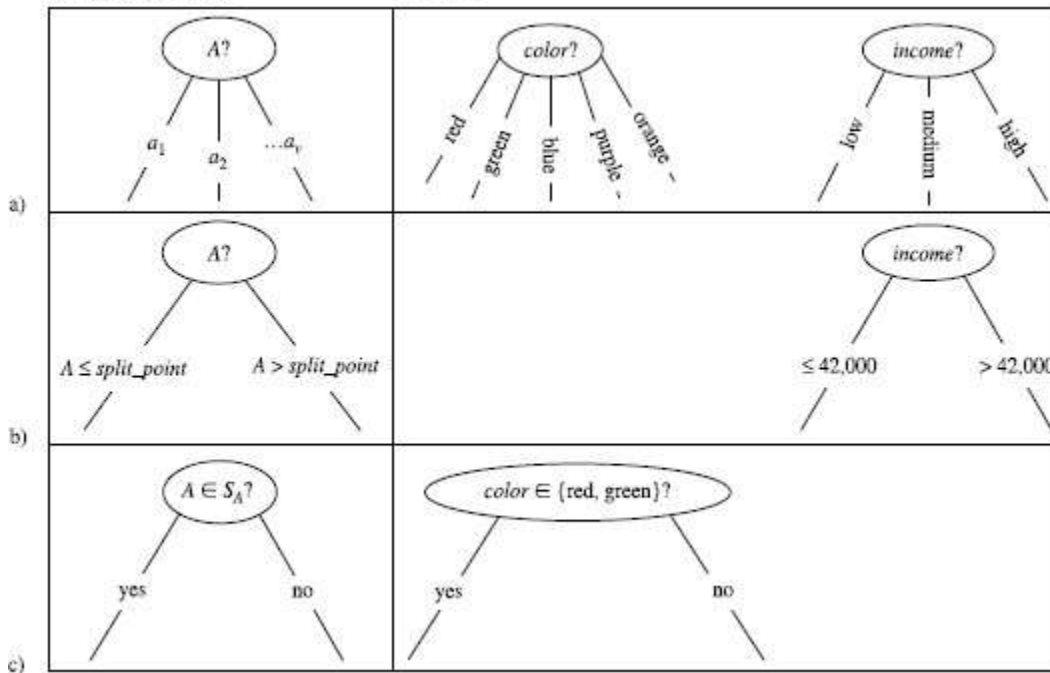 A?
a1
a2
...av
color?
red
green
blue
purple
orange
income?
low
medium
high
a)
A?
A ≤ split_point
A > split_point
income?
≤ 42,000
> 42,000
b)
A ∈ SA?
yes
no
color ∈ {red, green}?
yes
no
c)